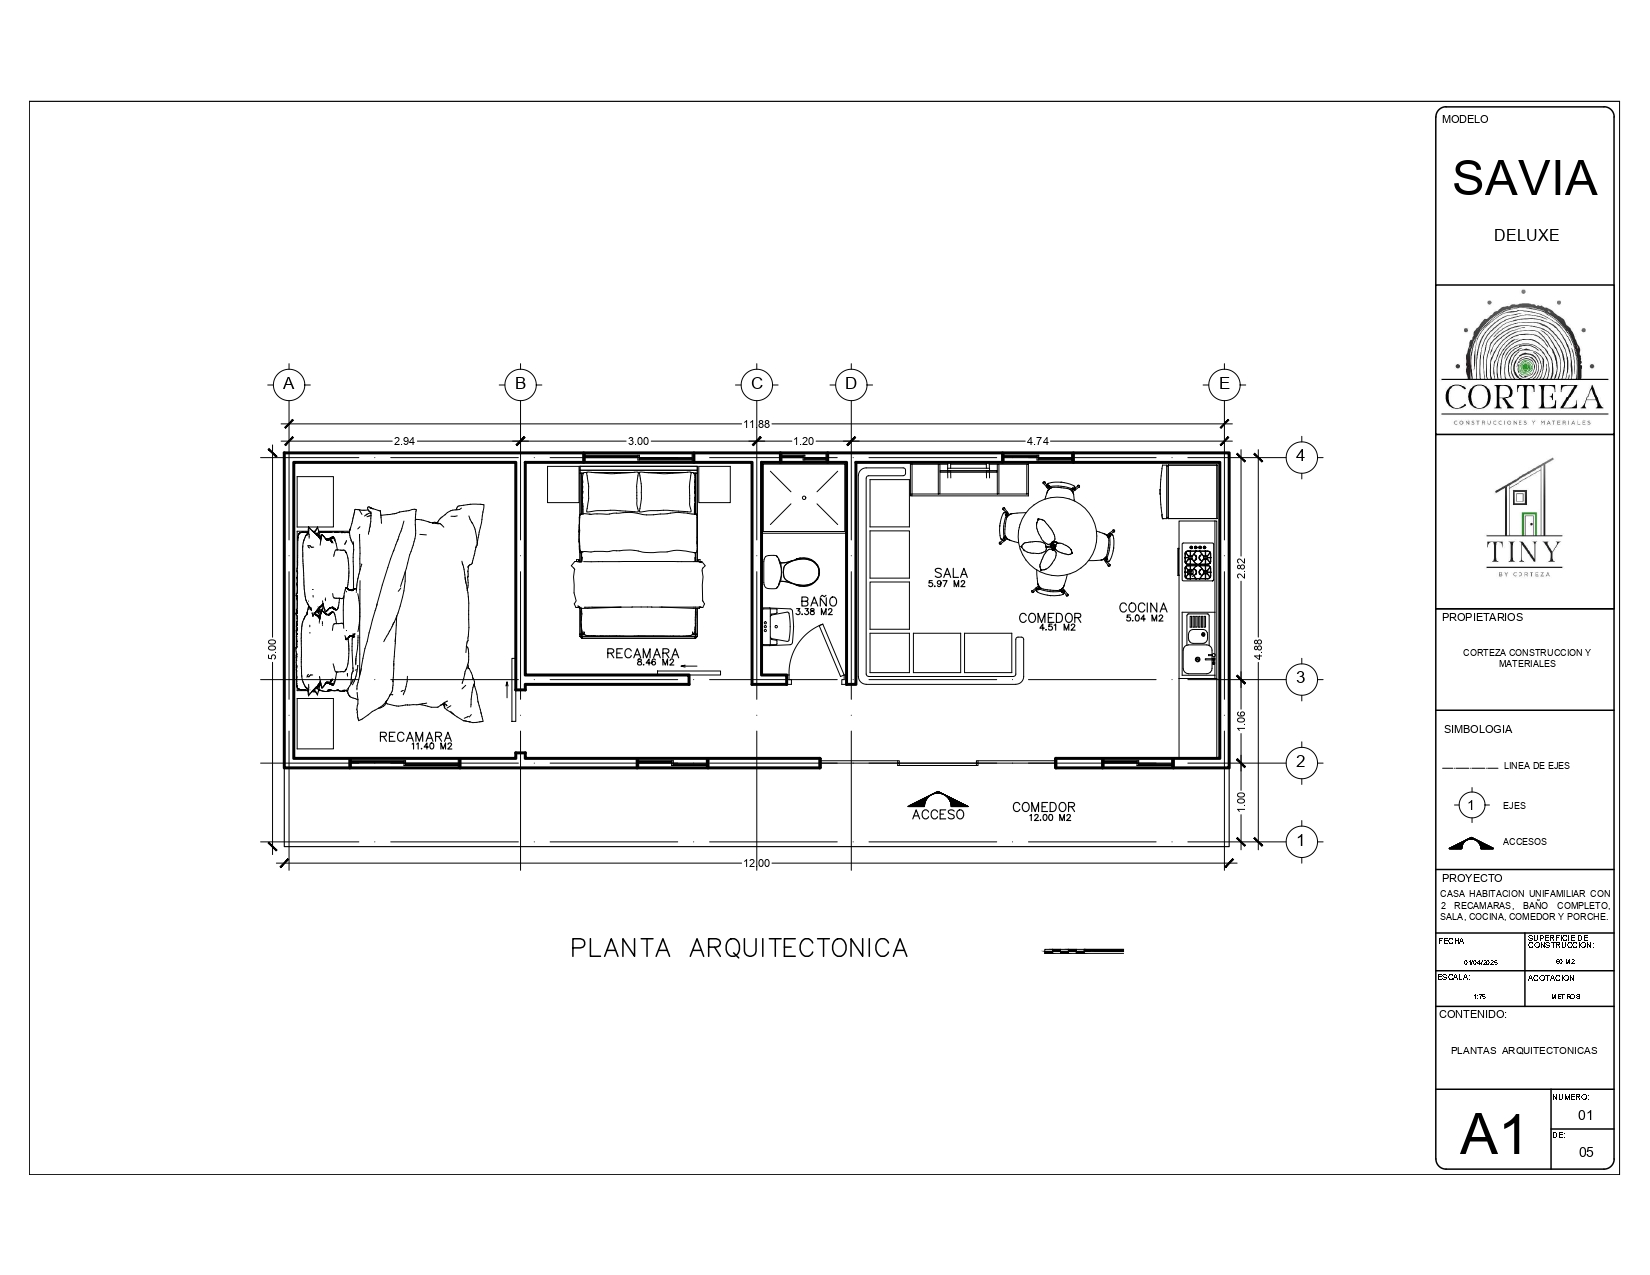 MODELO
SAVIA
DELUXE
CORTEZA
CONSTRUCCIONES Y MATERIALES
TINY
BY CORTEZA
PROPIETARIOS
CORTEZA CONSTRUCCION Y
MATERIALES
SIMBOLOGIA
LINEA DE EJES
1
EJES
ACCESOS
PROYECTO
CASA HABITACION UNIFAMILIAR CON
2 RECAMARAS, BAÑO COMPLETO,
SALA, COCINA, COMEDOR Y PORCHE.
FECHA
01/04/2025
SUPERFICIE DE
CONSTRUCCION:
60 M2
ESCALA:
1:75
ACOTACION
METROS
CONTENIDO:
PLANTAS ARQUITECTONICAS
A1
NUMERO:
01
DE:
05
A
B
C
D
E
11.88
2.94
3.00
1.20
4.74
4
3
2
1
5.00
2.82
4.88
1.06
1.00
SALA
5.97 M2
BAÑO
3.38 M2
COMEDOR
4.51 M2
COCINA
5.04 M2
RECAMARA
8.46 M2
RECAMARA
11.40 M2
ACCESO
COMEDOR
12.00 M2
12.00
PLANTA ARQUITECTONICA